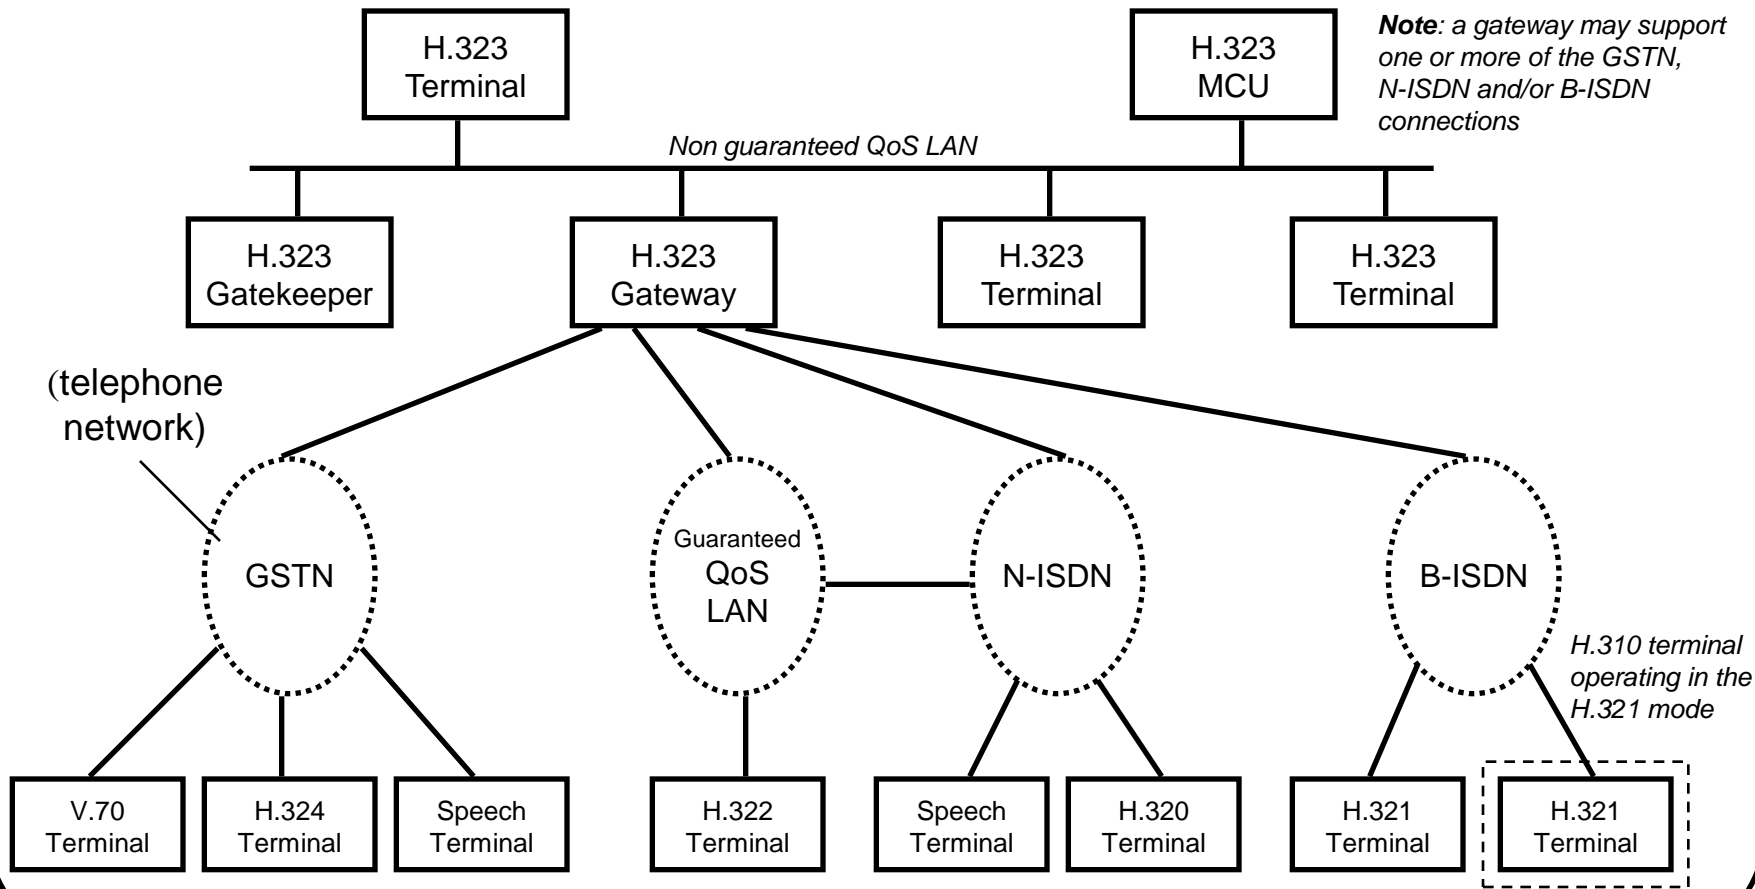 H.323
Terminal
H.323
MCU
Note: a gateway may support
one or more of the GSTN,
N-ISDN and/or B-ISDN
connections
Non guaranteed QoS LAN
H.323
Gatekeeper
H.323
Gateway
H.323
Terminal
H.323
Terminal
(telephone
network)
GSTN
Guaranteed
QoS
LAN
N-ISDN
B-ISDN
H.310 terminal
operating in the
H.321 mode
V.70
Terminal
H.324
Terminal
Speech
Terminal
H.322
Terminal
Speech
Terminal
H.320
Terminal
H.321
Terminal
H.321
Terminal